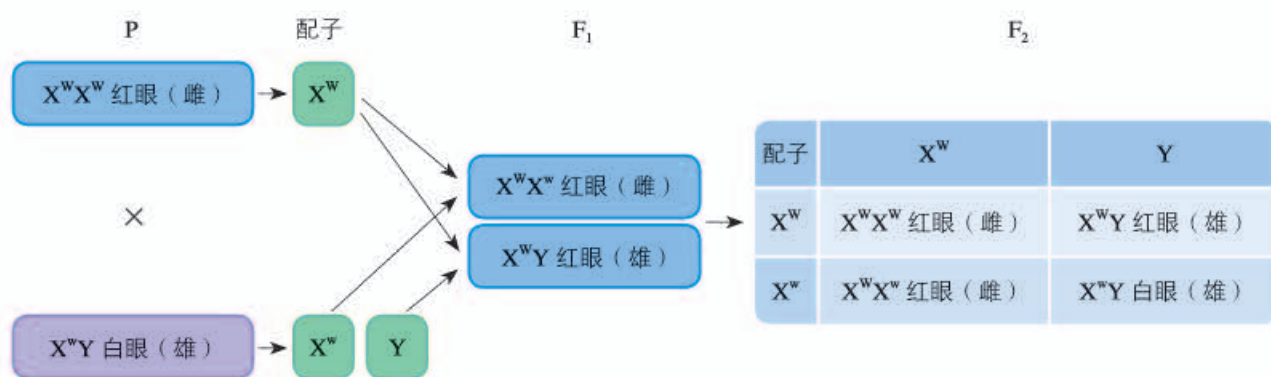 P 配子 F₁ F₂
XᵂXᵂ 红眼（雌） Xᵂ
配子 Xᵂ Y
XᵂXʷ 红眼（雌）
× Xᵂ XᵂXᵂ 红眼（雌） XᵂY 红眼（雄）
XᵂY 红眼（雄）
Xʷ XᵂXʷ 红眼（雌） XʷY 白眼（雄）
XʷY 白眼（雄） Xʷ Y